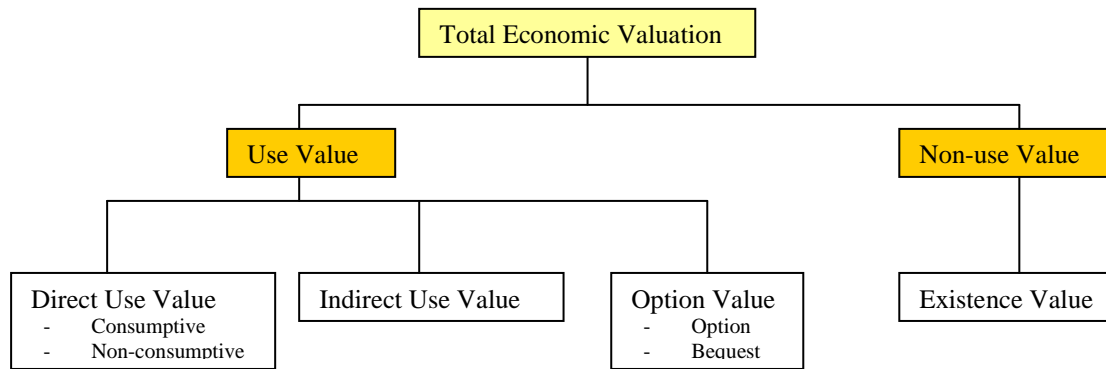 Total Economic Valuation
Use Value
Non-use Value
Direct Use Value
- Consumptive
- Non-consumptive
Indirect Use Value
Option Value
- Option
- Bequest
Existence Value